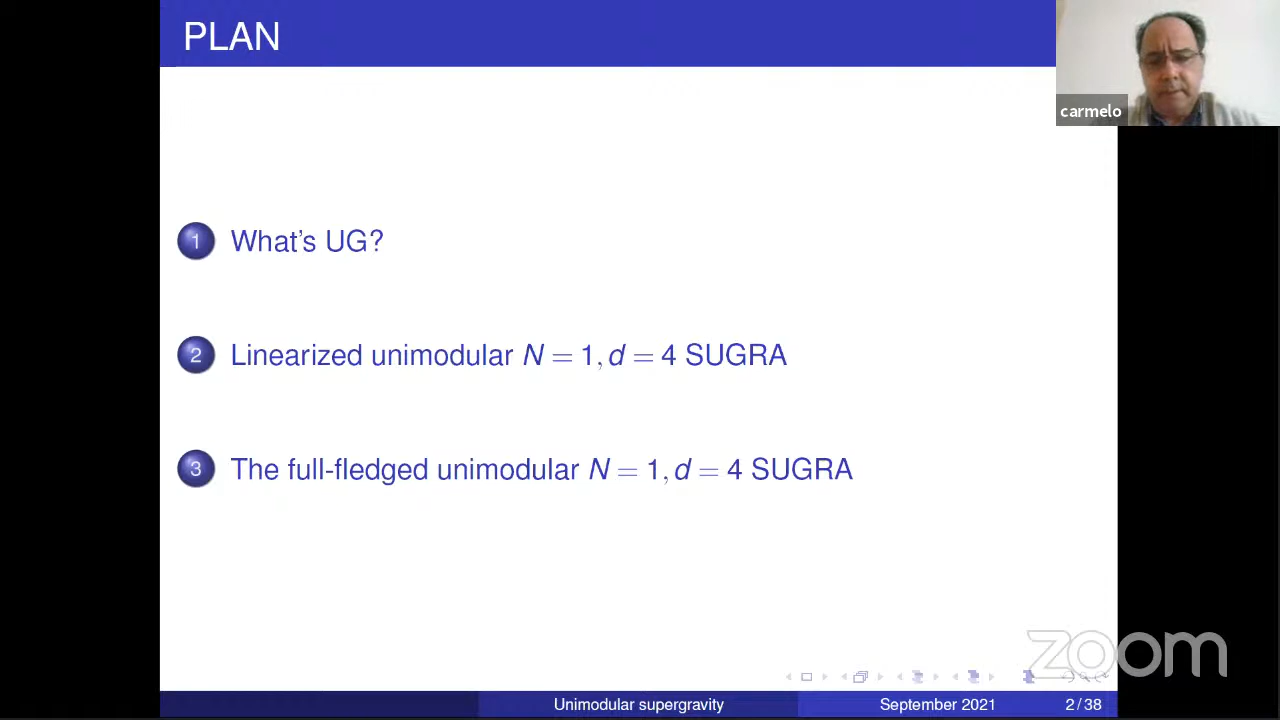 PLAN
carmelo
1 What's UG?
2 Linearized unimodular N = 1, d = 4 SUGRA
3 The full-fledged unimodular N = 1, d = 4 SUGRA
zoom
Unimodular supergravity September 2021 2 / 38